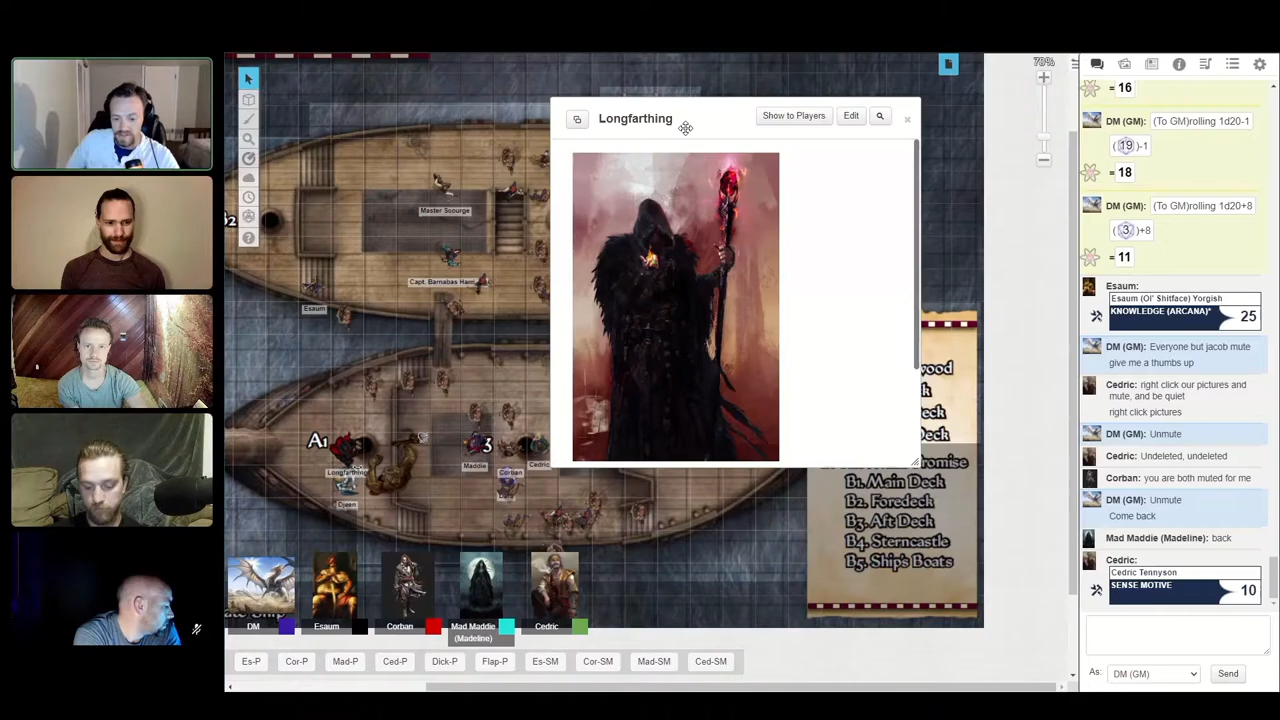 78%
Longfarthing
Show to Players
Edit
B2
Master Scourge
Capt. Barnabas Harri
Esaum
A1
Longfarthing
Djeen
Maddie
Corban
Cedric
eck
B1. Main Deck
B2. Foredeck
B3. Aft Deck
B4. Sterncastle
B5. Ship's Boats
DM
Esaum
Corban
Mad Maddie
(Madeline)
Cedric
Es-P
Cor-P
Mad-P
Ced-P
Dick-P
Flap-P
Es-SM
Cor-SM
Mad-SM
Ced-SM
= 16
DM (GM): (To GM)rolling 1d20-1
(19)-1
= 18
DM (GM): (To GM)rolling 1d20+8
(3)+8
= 11
Esaum:
Esaum (Ol' Shitface) Yorgish
KNOWLEDGE (ARCANA)* 25
DM (GM): Everyone but jacob mute
give me a thumbs up
Cedric: right click our pictures and
mute, and be quiet
right click pictures
DM (GM): Unmute
Cedric: Undeleted, undeleted
Corban: you are both muted for me
DM (GM): Unmute
Come back
Mad Maddie (Madeline): back
Cedric:
Cedric Tennyson
SENSE MOTIVE 10
As:
DM (GM)
Send